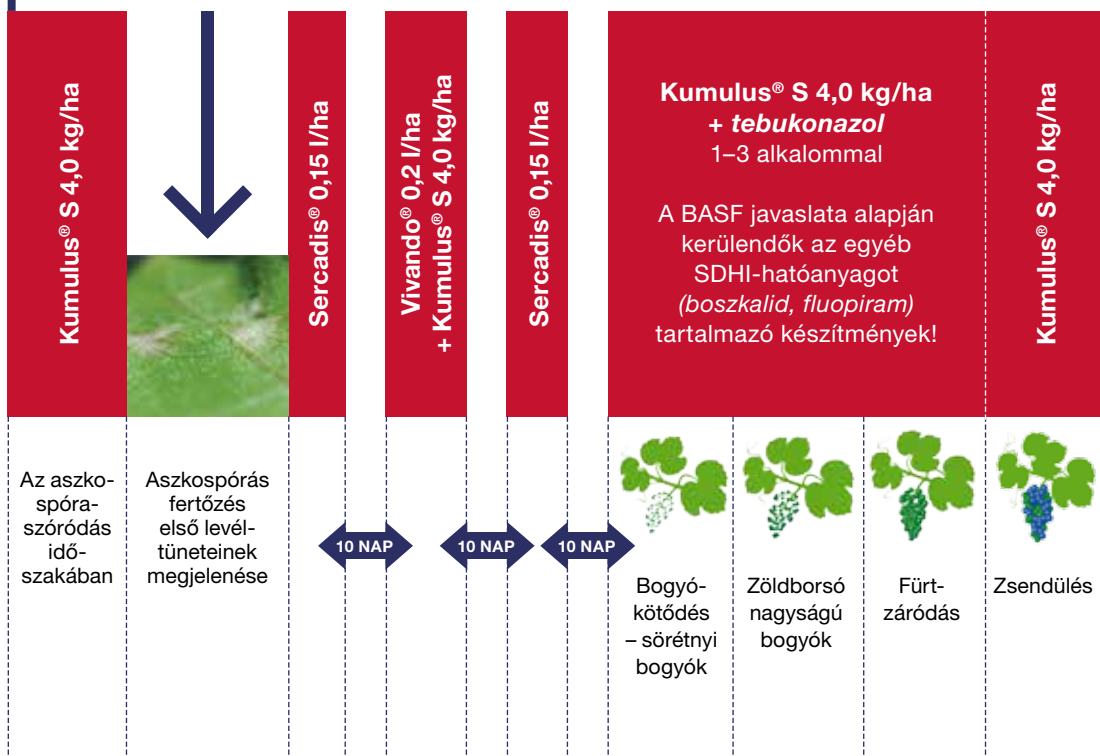 Kumulus® S 4,0 kg/ha
Sercadis® 0,15 l/ha
Vivando® 0,2 l/ha
+ Kumulus® S 4,0 kg/ha
Sercadis® 0,15 l/ha
Kumulus® S 4,0 kg/ha
+ tebukonazol
1–3 alkalommal
A BASF javaslata alapján
kerülendők az egyéb
SDHI-hatóanyagot
(boszkalid, fluopiram)
tartalmazó készítmények!
Kumulus® S 4,0 kg/ha
Az aszko-
spóra-
szóródás
idő-
szakában
Aszkospórás
fertőzés
első levél-
tüneteinek
megjelenése
10 NAP
10 NAP
10 NAP
Bogyó-
kötődés
– sörétnyi
bogyók
Zöldborsó
nagyságú
bogyók
Fürt-
záródás
Zsendülés